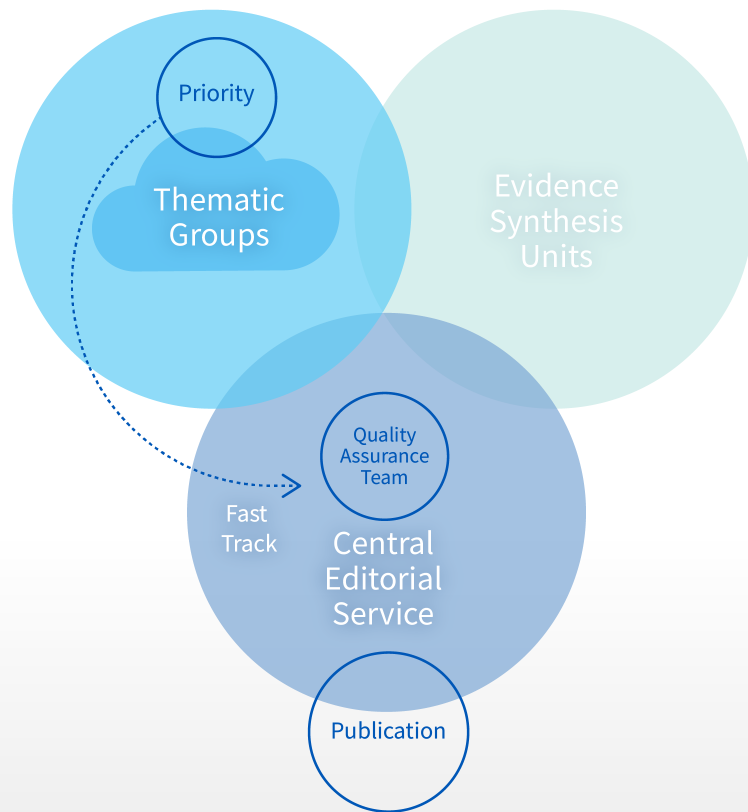 Priority
Thematic
Groups
Evidence
Synthesis
Units
Quality
Assurance
Team
Fast
Track
Central
Editorial
Service
Publication